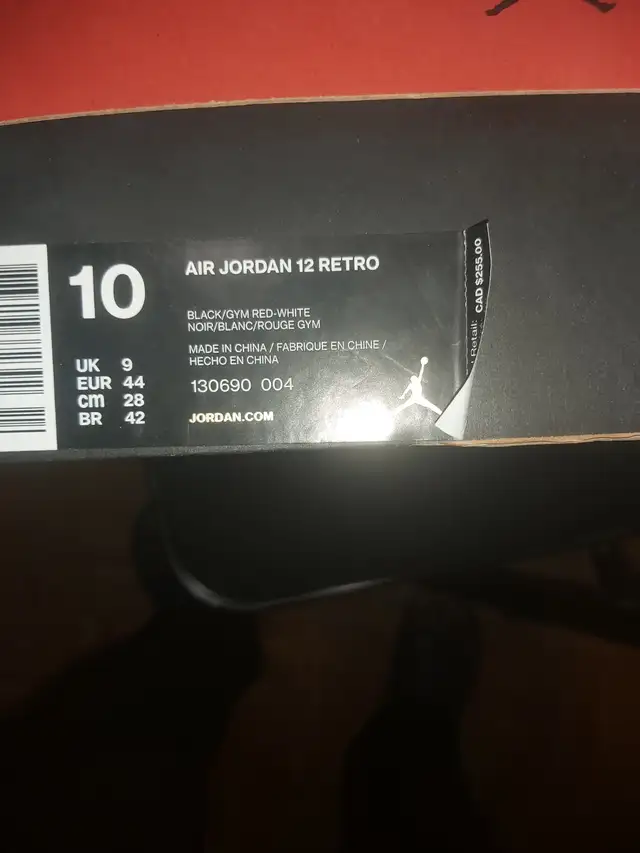 10
UK 9
EUR 44
cm 28
BR 42
AIR JORDAN 12 RETRO
BLACK/GYM RED-WHITE
NOIR/BLANC/ROUGE GYM
MADE IN CHINA / FABRIQUE EN CHINE /
HECHO EN CHINA
130690 004
JORDAN.COM
Retail: CAD $255.00